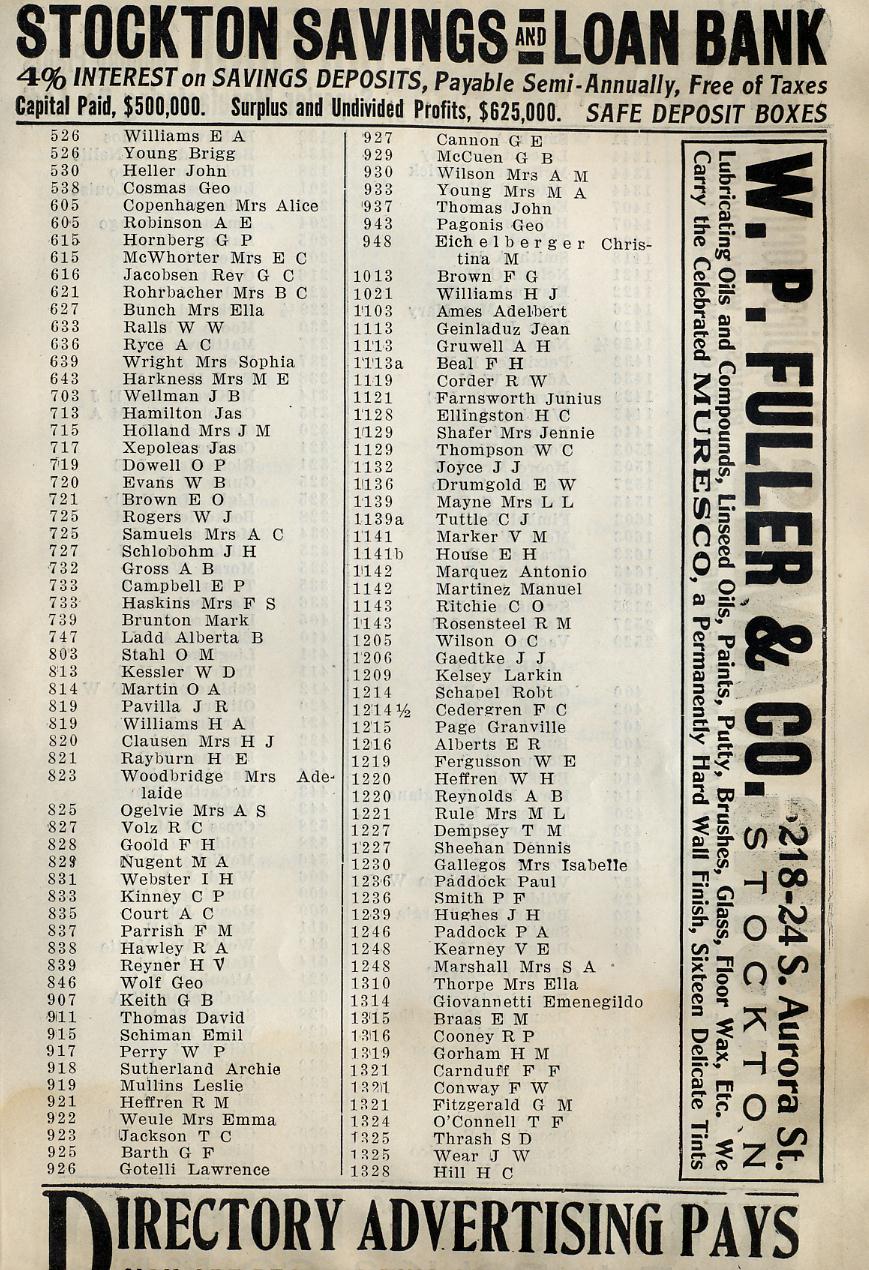 STOCKTON SAVINGS AND LOAN BANK
4% INTEREST on SAVINGS DEPOSITS, Payable Semi-Annually, Free of Taxes
Capital Paid, $500,000. Surplus and Undivided Profits, $625,000. SAFE DEPOSIT BOXES
526 Williams E A
526 Young Brigg
530 Heller John
538 Cosmas Geo
605 Copenhagen Mrs Alice
605 Robinson A E
615 Hornberg G P
615 McWhorter Mrs E C
616 Jacobsen Rev G C
621 Rohrbacher Mrs B C
627 Bunch Mrs Ella
633 Ralls W W
636 Ryce A C
639 Wright Mrs Sophia
643 Harkness Mrs M E
703 Wellman J B
713 Hamilton Jas
715 Holland Mrs J M
717 Xepoleas Jas
719 Dowell O P
720 Evans W B
721 Brown E O
725 Rogers W J
725 Samuels Mrs A C
727 Schlobohm J H
732 Gross A B
733 Campbell E P
733 Haskins Mrs F S
739 Brunton Mark
747 Ladd Alberta B
803 Stahl O M
813 Kessler W D
814 Martin O A
819 Pavilla J R
819 Williams H A
820 Clausen Mrs H J
821 Rayburn H E
823 Woodbridge Mrs Ade-
laide
825 Ogelvie Mrs A S
827 Volz R C
828 Goold F H
829 Nugent M A
831 Webster I H
833 Kinney C P
835 Court A C
837 Parrish F M
838 Hawley R A
839 Reyner H V
846 Wolf Geo
907 Keith G B
911 Thomas David
915 Schiman Emil
917 Perry W P
918 Sutherland Archie
919 Mullins Leslie
921 Heffren R M
922 Weule Mrs Emma
923 Jackson T C
925 Barth G F
926 Gotelli Lawrence
927 Cannon G E
929 McCuen G B
930 Wilson Mrs A M
933 Young Mrs M A
937 Thomas John
943 Pagonis Geo
948 Eichelberger Chris-
tina M
1013 Brown F G
1021 Williams H J
1103 Ames Adelbert
1113 Geinladuz Jean
1113 Gruwell A H
1113a Beal F H
1119 Corder R W
1121 Farnsworth Junius
1128 Ellingston H C
1129 Shafer Mrs Jennie
1129 Thompson W C
1132 Joyce J J
1136 Drumgold E W
1139 Mayne Mrs L L
1139a Tuttle C J
1141 Marker V M
1141b House E H
1142 Marquez Antonio
1142 Martinez Manuel
1143 Ritchie C O
1143 Rosensteel R M
1205 Wilson O C
1206 Gaedtke J J
1209 Kelsey Larkin
1214 Schapel Robt
1214½ Cedergren F C
1215 Page Granville
1216 Alberts E R
1219 Fergusson W E
1220 Heffren W H
1220 Reynolds A B
1221 Rule Mrs M L
1227 Dempsey T M
1227 Sheehan Dennis
1230 Gallegos Mrs Isabelle
1236 Paddock Paul
1236 Smith P F
1239 Hughes J H
1246 Paddock P A
1248 Kearney V E
1248 Marshall Mrs S A
1310 Thorpe Mrs Ella
1314 Giovannetti Emenegildo
1315 Braas E M
1316 Cooney R P
1319 Gorham H M
1321 Carnduff F F
1321 Conway F W
1321 Fitzgerald G M
1324 O'Connell T F
1325 Thrash S D
1325 Wear J W
1328 Hill H C
W. P. FULLER & CO. 218-24 S. Aurora St.
STOCKTON
Lubricating Oils and Compounds, Linseed Oils, Paints, Putty, Brushes, Glass, Floor Wax, Etc. We
Carry the Celebrated MURESCO, a Permanently Hard Wall Finish, Sixteen Delicate Tints
DIRECTORY ADVERTISING PAYS